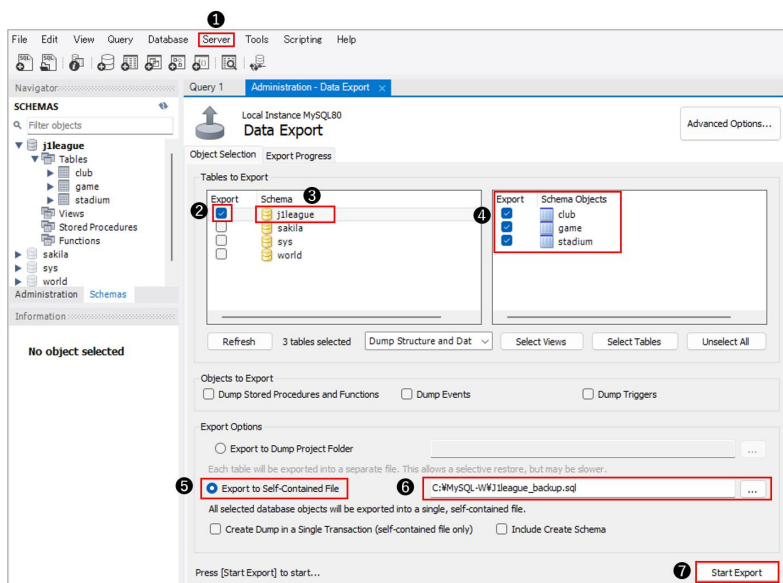 ❶
File Edit View Query Database Server Tools Scripting Help
Navigator
Query 1 Administration - Data Export ×
SCHEMAS
Filter objects
j1league
Tables
club
game
stadium
Views
Stored Procedures
Functions
sakila
sys
world
Administration Schemas
Information
No object selected
Local Instance MySQL80
Data Export
Advanced Options...
Object Selection Export Progress
Tables to Export
Export Schema ❸
❷ j1league
sakila
sys
world
❹ Export Schema Objects
club
game
stadium
Refresh 3 tables selected Dump Structure and Dat Select Views Select Tables Unselect All
Objects to Export
Dump Stored Procedures and Functions Dump Events Dump Triggers
Export Options
Export to Dump Project Folder ...
Each table will be exported into a separate file. This allows a selective restore, but may be slower.
❺ Export to Self-Contained File ❻ C:¥MySQL-W¥J1league_backup.sql ...
All selected database objects will be exported into a single, self-contained file.
Create Dump in a Single Transaction (self-contained file only) Include Create Schema
Press [Start Export] to start... ❼ Start Export